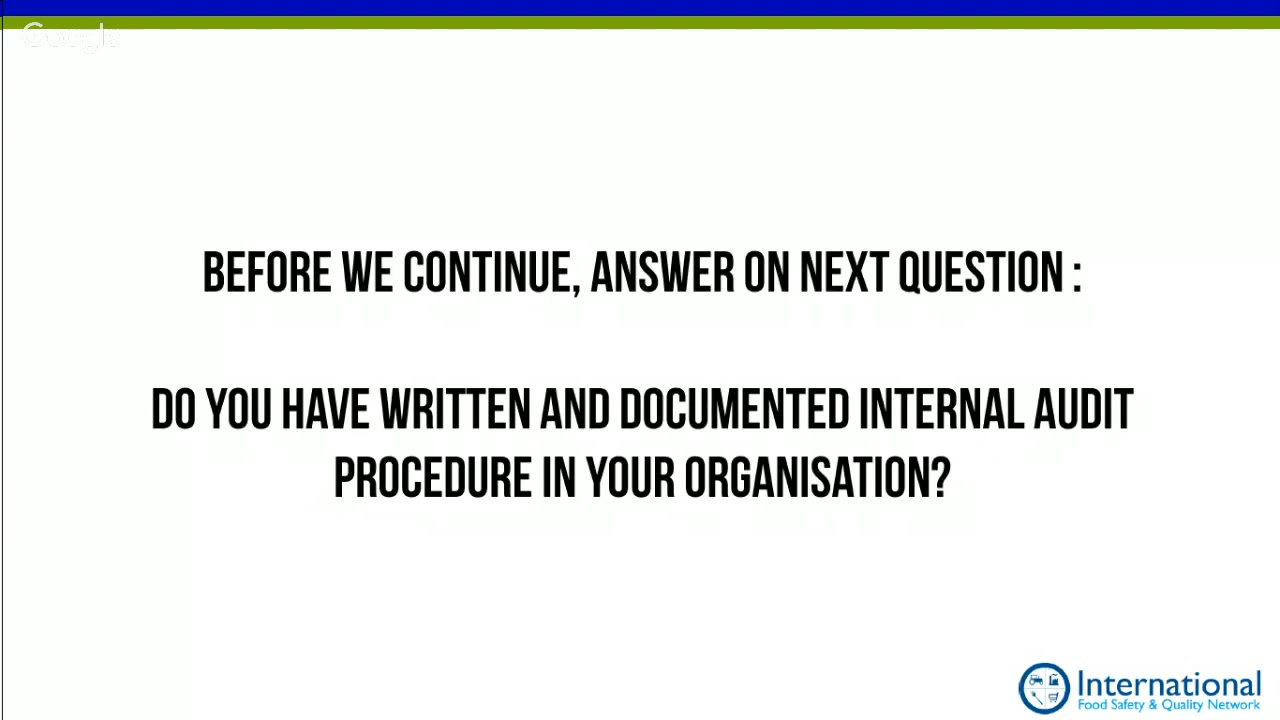 Google
BEFORE WE CONTINUE, ANSWER ON NEXT QUESTION :
DO YOU HAVE WRITTEN AND DOCUMENTED INTERNAL AUDIT
PROCEDURE IN YOUR ORGANISATION?
International
Food Safety & Quality Network